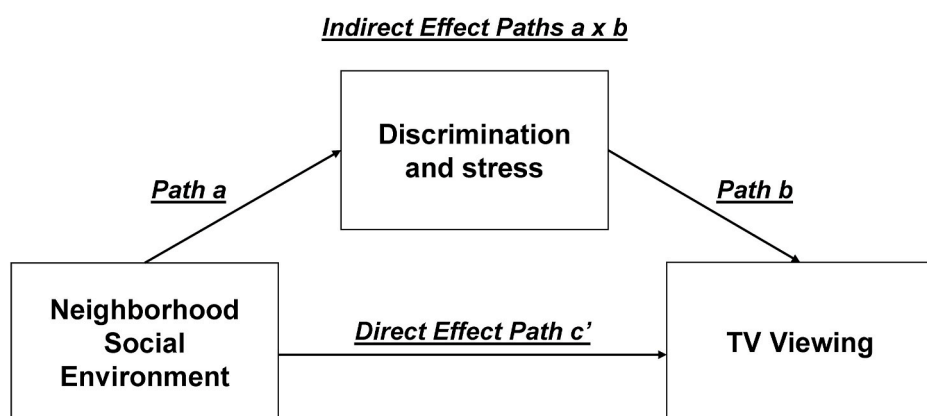 Indirect Effect Paths a x b
Discrimination
and stress
Path a
Path b
Neighborhood
Social
Environment
Direct Effect Path c’
TV Viewing